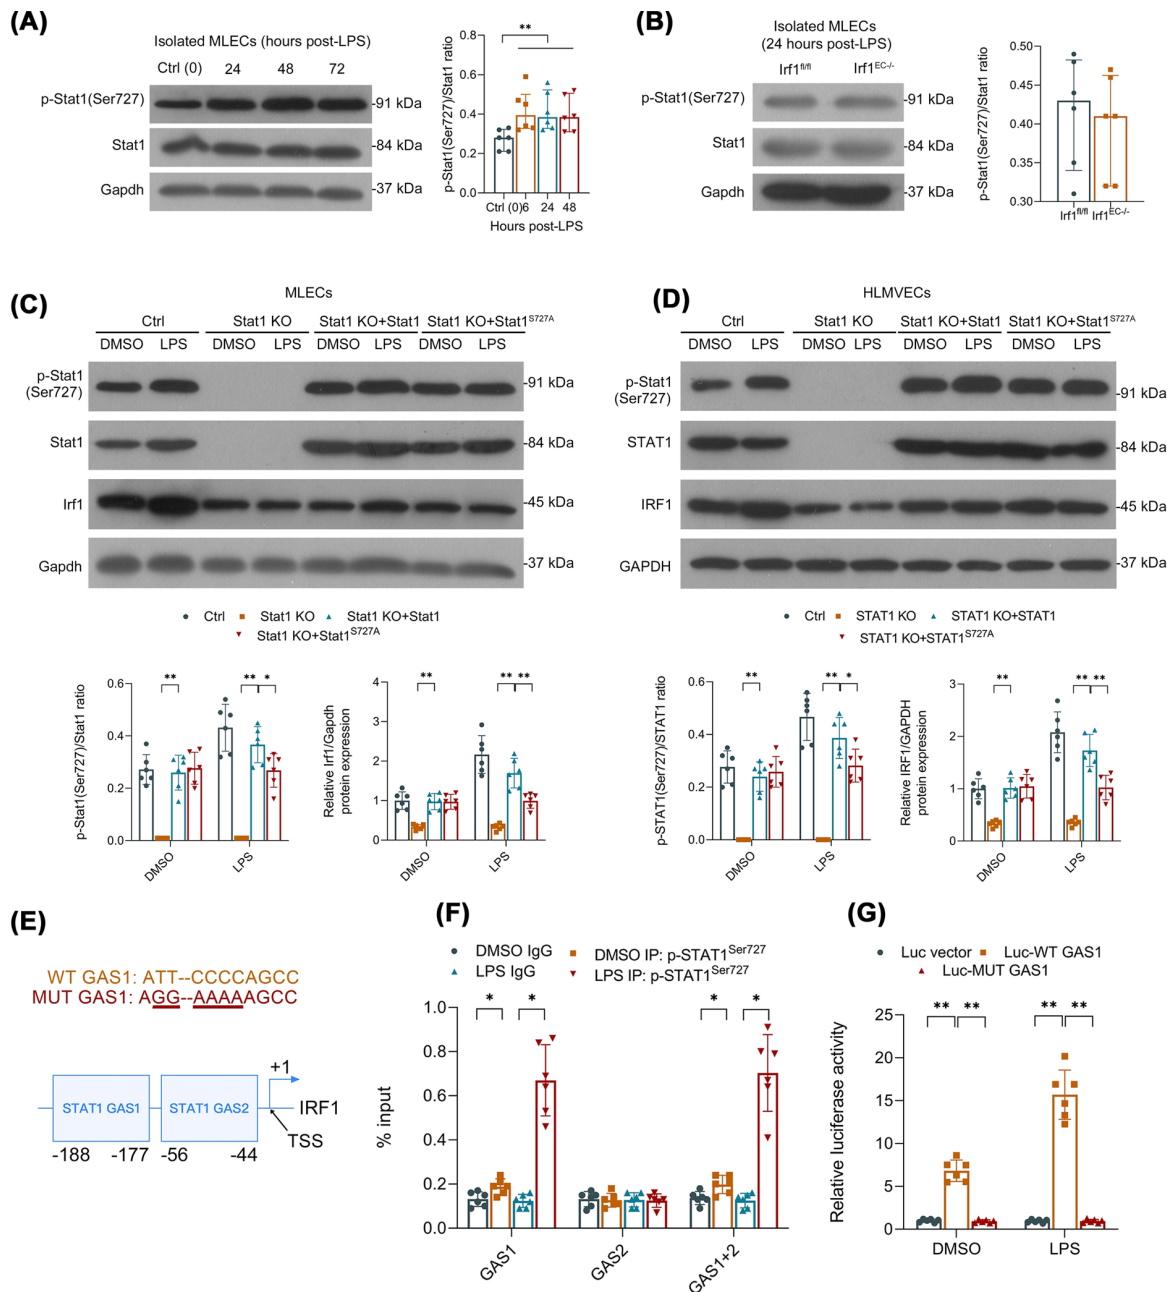 (A)
Isolated MLECs (hours post-LPS)
Ctrl (0) 24 48 72
p-Stat1(Ser727) -91 kDa
Stat1 -84 kDa
Gapdh -37 kDa
p-Stat1(Ser727)/Stat1 ratio
0.8
0.6
0.4
0.2
0.0
**
Ctrl (0) 6 24 48
Hours post-LPS
(B)
Isolated MLECs
(24 hours post-LPS)
Irf1fl/fl Irf1EC-/-
p-Stat1(Ser727) -91 kDa
Stat1 -84 kDa
Gapdh -37 kDa
p-Stat1(Ser727)/Stat1 ratio
0.50
0.45
0.40
0.35
0.30
Irf1fl/fl Irf1EC-/-
(C)
MLECs
Ctrl Stat1 KO Stat1 KO+Stat1 Stat1 KO+Stat1S727A
DMSO LPS DMSO LPS DMSO LPS DMSO LPS
p-Stat1
(Ser727) -91 kDa
Stat1 -84 kDa
Irf1 -45 kDa
Gapdh -37 kDa
Ctrl Stat1 KO Stat1 KO+Stat1
Stat1 KO+Stat1S727A
p-Stat1(Ser727)/Stat1 ratio
0.6
0.4
0.2
0.0
** ** *
DMSO LPS
Relative Irf1/Gapdh
protein expression
4
3
2
1
0
** ** **
DMSO LPS
(D)
HLMVECs
Ctrl Stat1 KO Stat1 KO+Stat1 Stat1 KO+Stat1S727A
DMSO LPS DMSO LPS DMSO LPS DMSO LPS
p-Stat1
(Ser727) -91 kDa
STAT1 -84 kDa
IRF1 -45 kDa
GAPDH -37 kDa
Ctrl STAT1 KO STAT1 KO+STAT1
STAT1 KO+STAT1S727A
p-STAT1(Ser727)/STAT1 ratio
0.6
0.4
0.2
0.0
** ** *
DMSO LPS
Relative IRF1/GAPDH
protein expression
3
2
1
0
** ** **
DMSO LPS
(E)
WT GAS1: ATT--CCCCAGCC
MUT GAS1: AGG--AAAAAGCC
+1
STAT1 GAS1 STAT1 GAS2 IRF1
TSS
-188 -177 -56 -44
(F)
DMSO IgG DMSO IP: p-STAT1Ser727
LPS IgG LPS IP: p-STAT1Ser727
% input
1.0
0.8
0.6
0.4
0.2
0.0
* * * *
GAS1 GAS2 GAS1+2
(G)
Luc vector Luc-WT GAS1
Luc-MUT GAS1
Relative luciferase activity
25
20
15
10
5
0
** ** ** **
DMSO LPS